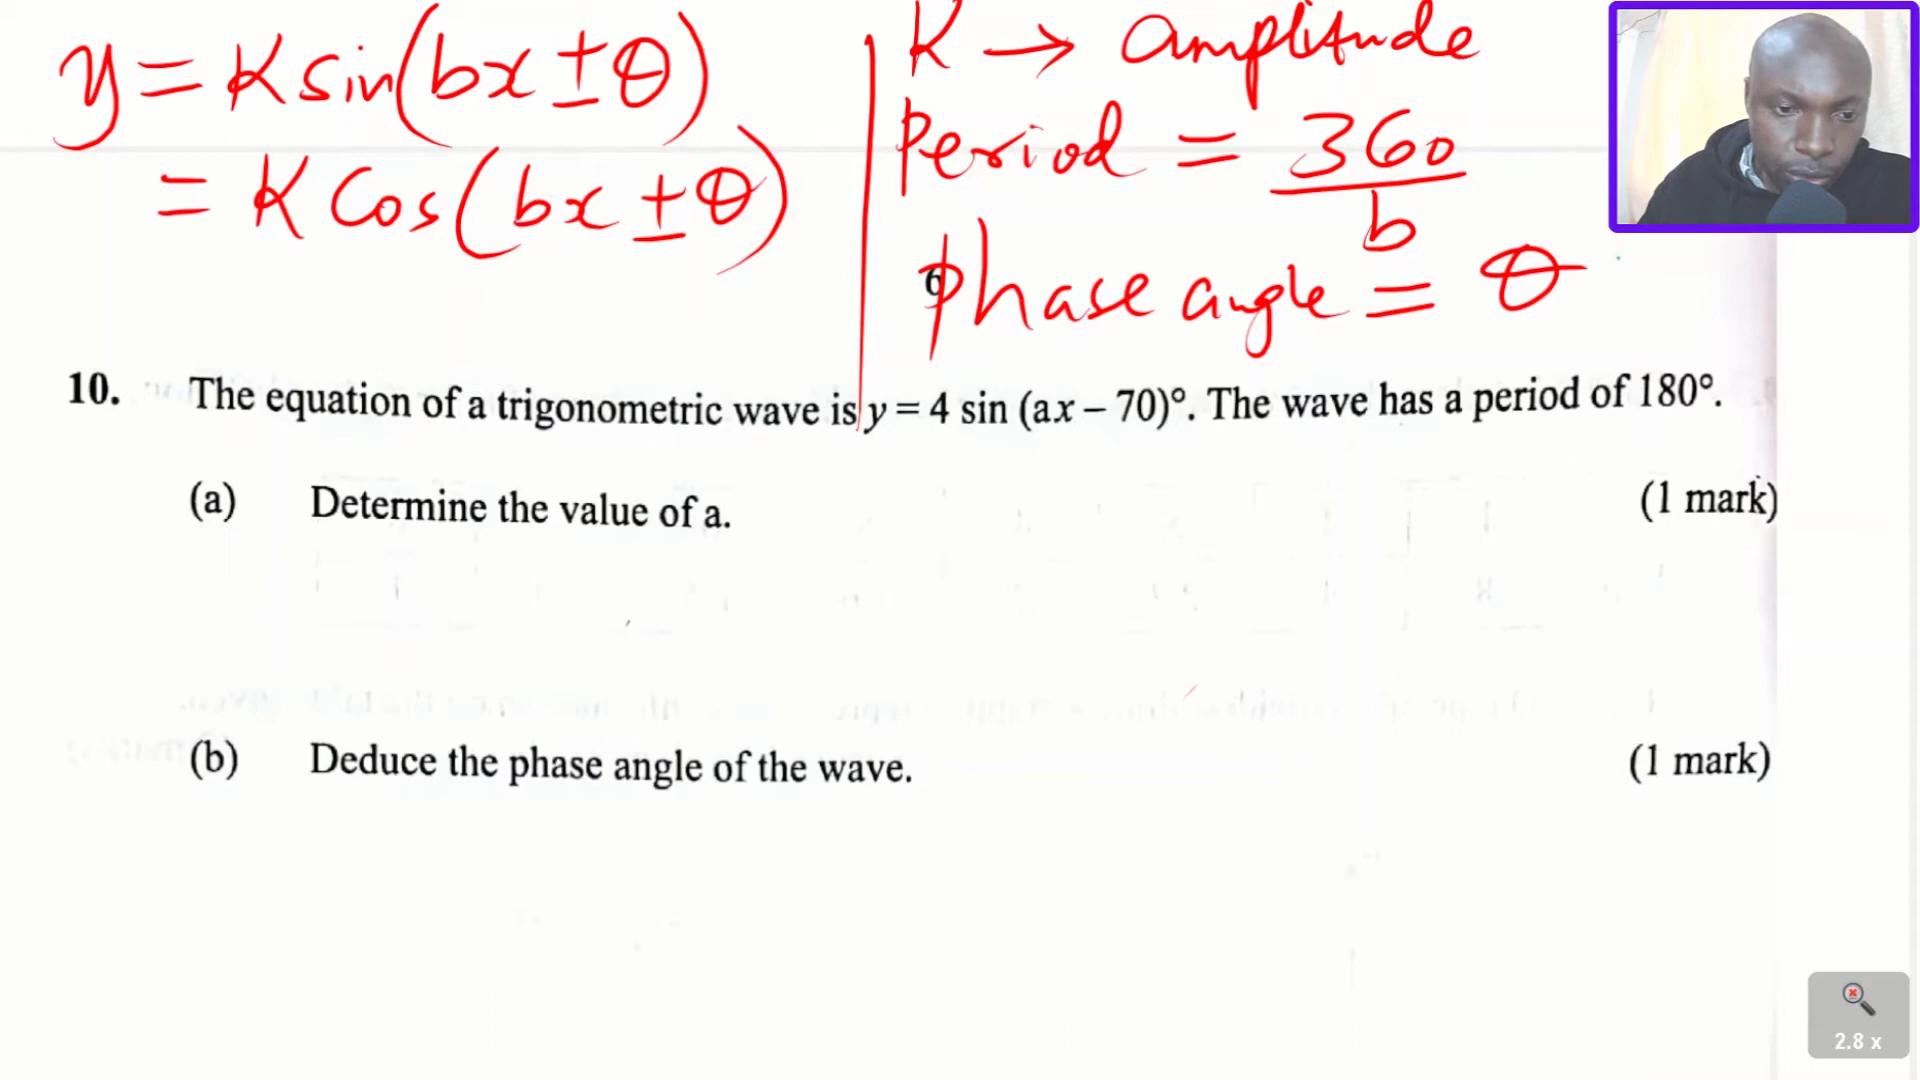 y = K sin(bx ± θ)
= K Cos(bx ± θ)
K → amplitude
Period = 360/b
phase angle = θ
6
10. The equation of a trigonometric wave is y = 4 sin (ax – 70)°. The wave has a period of 180°.
(a) Determine the value of a. (1 mark)
(b) Deduce the phase angle of the wave. (1 mark)
2.8 x